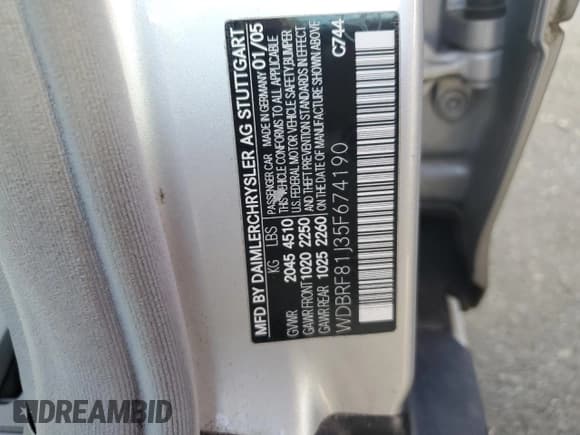 MFD BY DAIMLERCHRYSLER AG STUTTGART
PASSENGER CAR MADE IN GERMANY 01/05
KG LBS THIS VEHICLE CONFORMS TO ALL APPLICABLE
GVWR 2045 4510 U.S. FEDERAL MOTOR VEHICLE SAFETY, BUMPER
GAWR FRONT 1020 2250 AND THEFT PREVENTION STANDARDS IN EFFECT
GAWR REAR 1025 2260 ON THE DATE OF MANUFACTURE SHOWN ABOVE
WDBRF81J35F674190 C744
DREAMBID